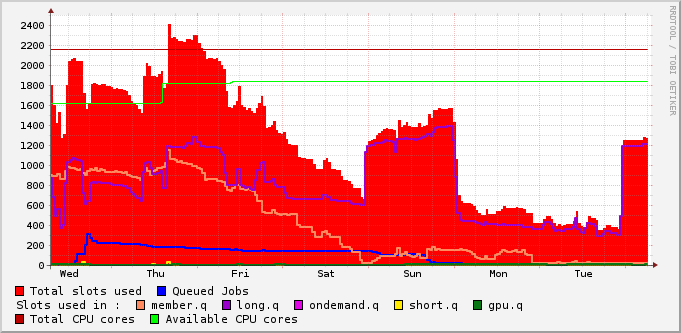 RRDTOOL / TOBI OETIKER
2400
2200
2000
1800
1600
1400
1200
1000
800
600
400
200
0
Wed Thu Fri Sat Sun Mon Tue
Total slots used Queued Jobs
Slots used in : member.q long.q ondemand.q short.q gpu.q
Total CPU cores Available CPU cores